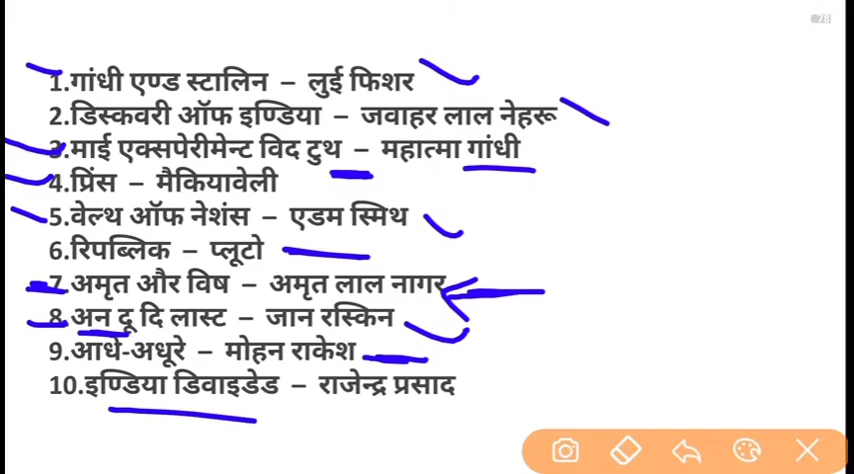 78
1.गांधी एण्ड स्टालिन – लुई फिशर
2.डिस्कवरी ऑफ इण्डिया – जवाहर लाल नेहरू
3.माई एक्सपेरीमेन्ट विद टुथ – महात्मा गांधी
4.प्रिंस – मैकियावेली
5.वेल्थ ऑफ नेशंस – एडम स्मिथ
6.रिपब्लिक – प्लूटो
7.अमृत और विष – अमृत लाल नागर
8.अन टू दि लास्ट – जान रस्किन
9.आधे-अधूरे – मोहन राकेश
10.इण्डिया डिवाइडेड – राजेन्द्र प्रसाद